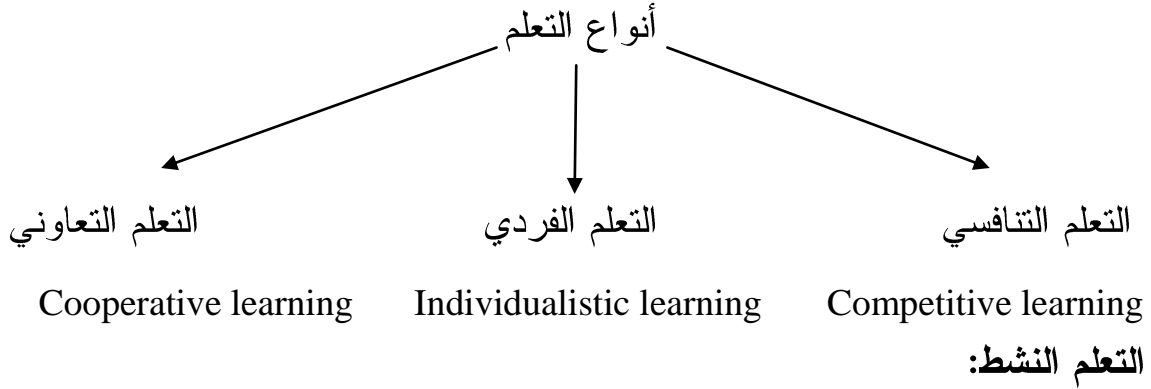 أنواع التعلم
التعلم التنافسي التعلم الفردي التعلم التعاوني
Cooperative learning Individualistic learning Competitive learning
التعلم النشط: